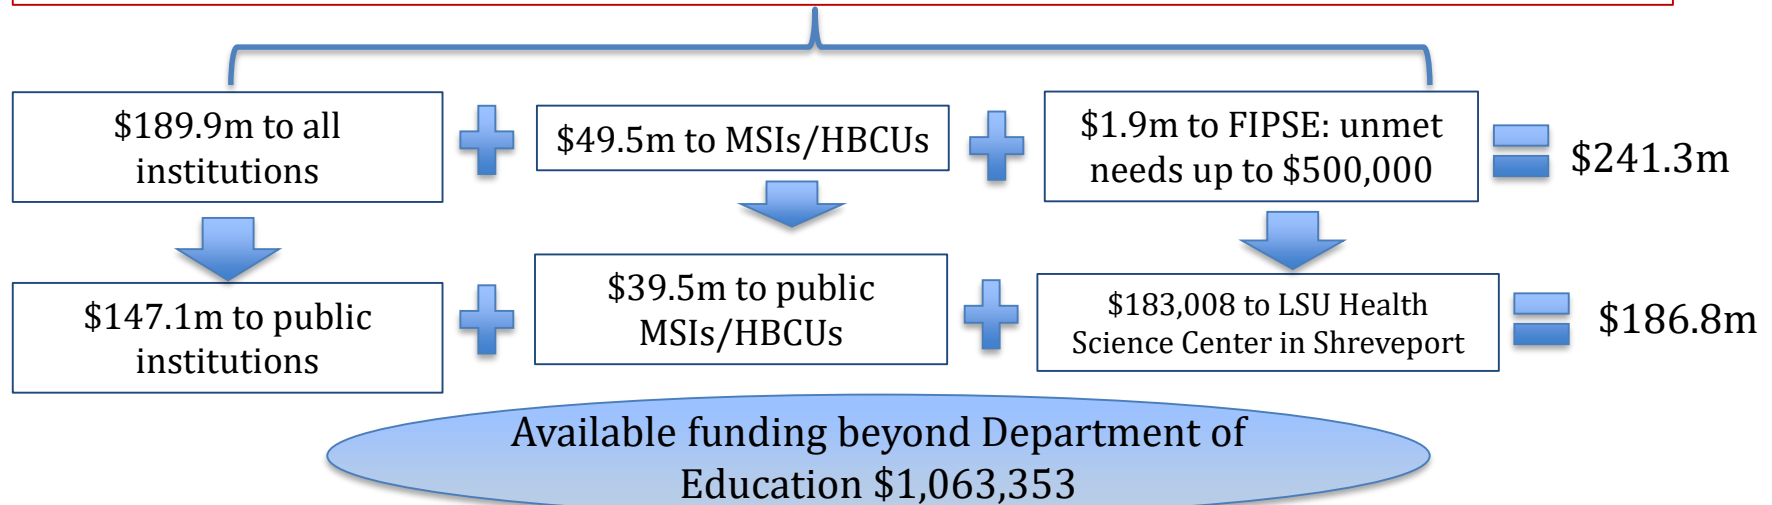 $189.9m to all
institutions
$49.5m to MSIs/HBCUs
$1.9m to FIPSE: unmet
needs up to $500,000
$241.3m
$147.1m to public
institutions
$39.5m to public
MSIs/HBCUs
$183,008 to LSU Health
Science Center in Shreveport
$186.8m
Available funding beyond Department of
Education $1,063,353